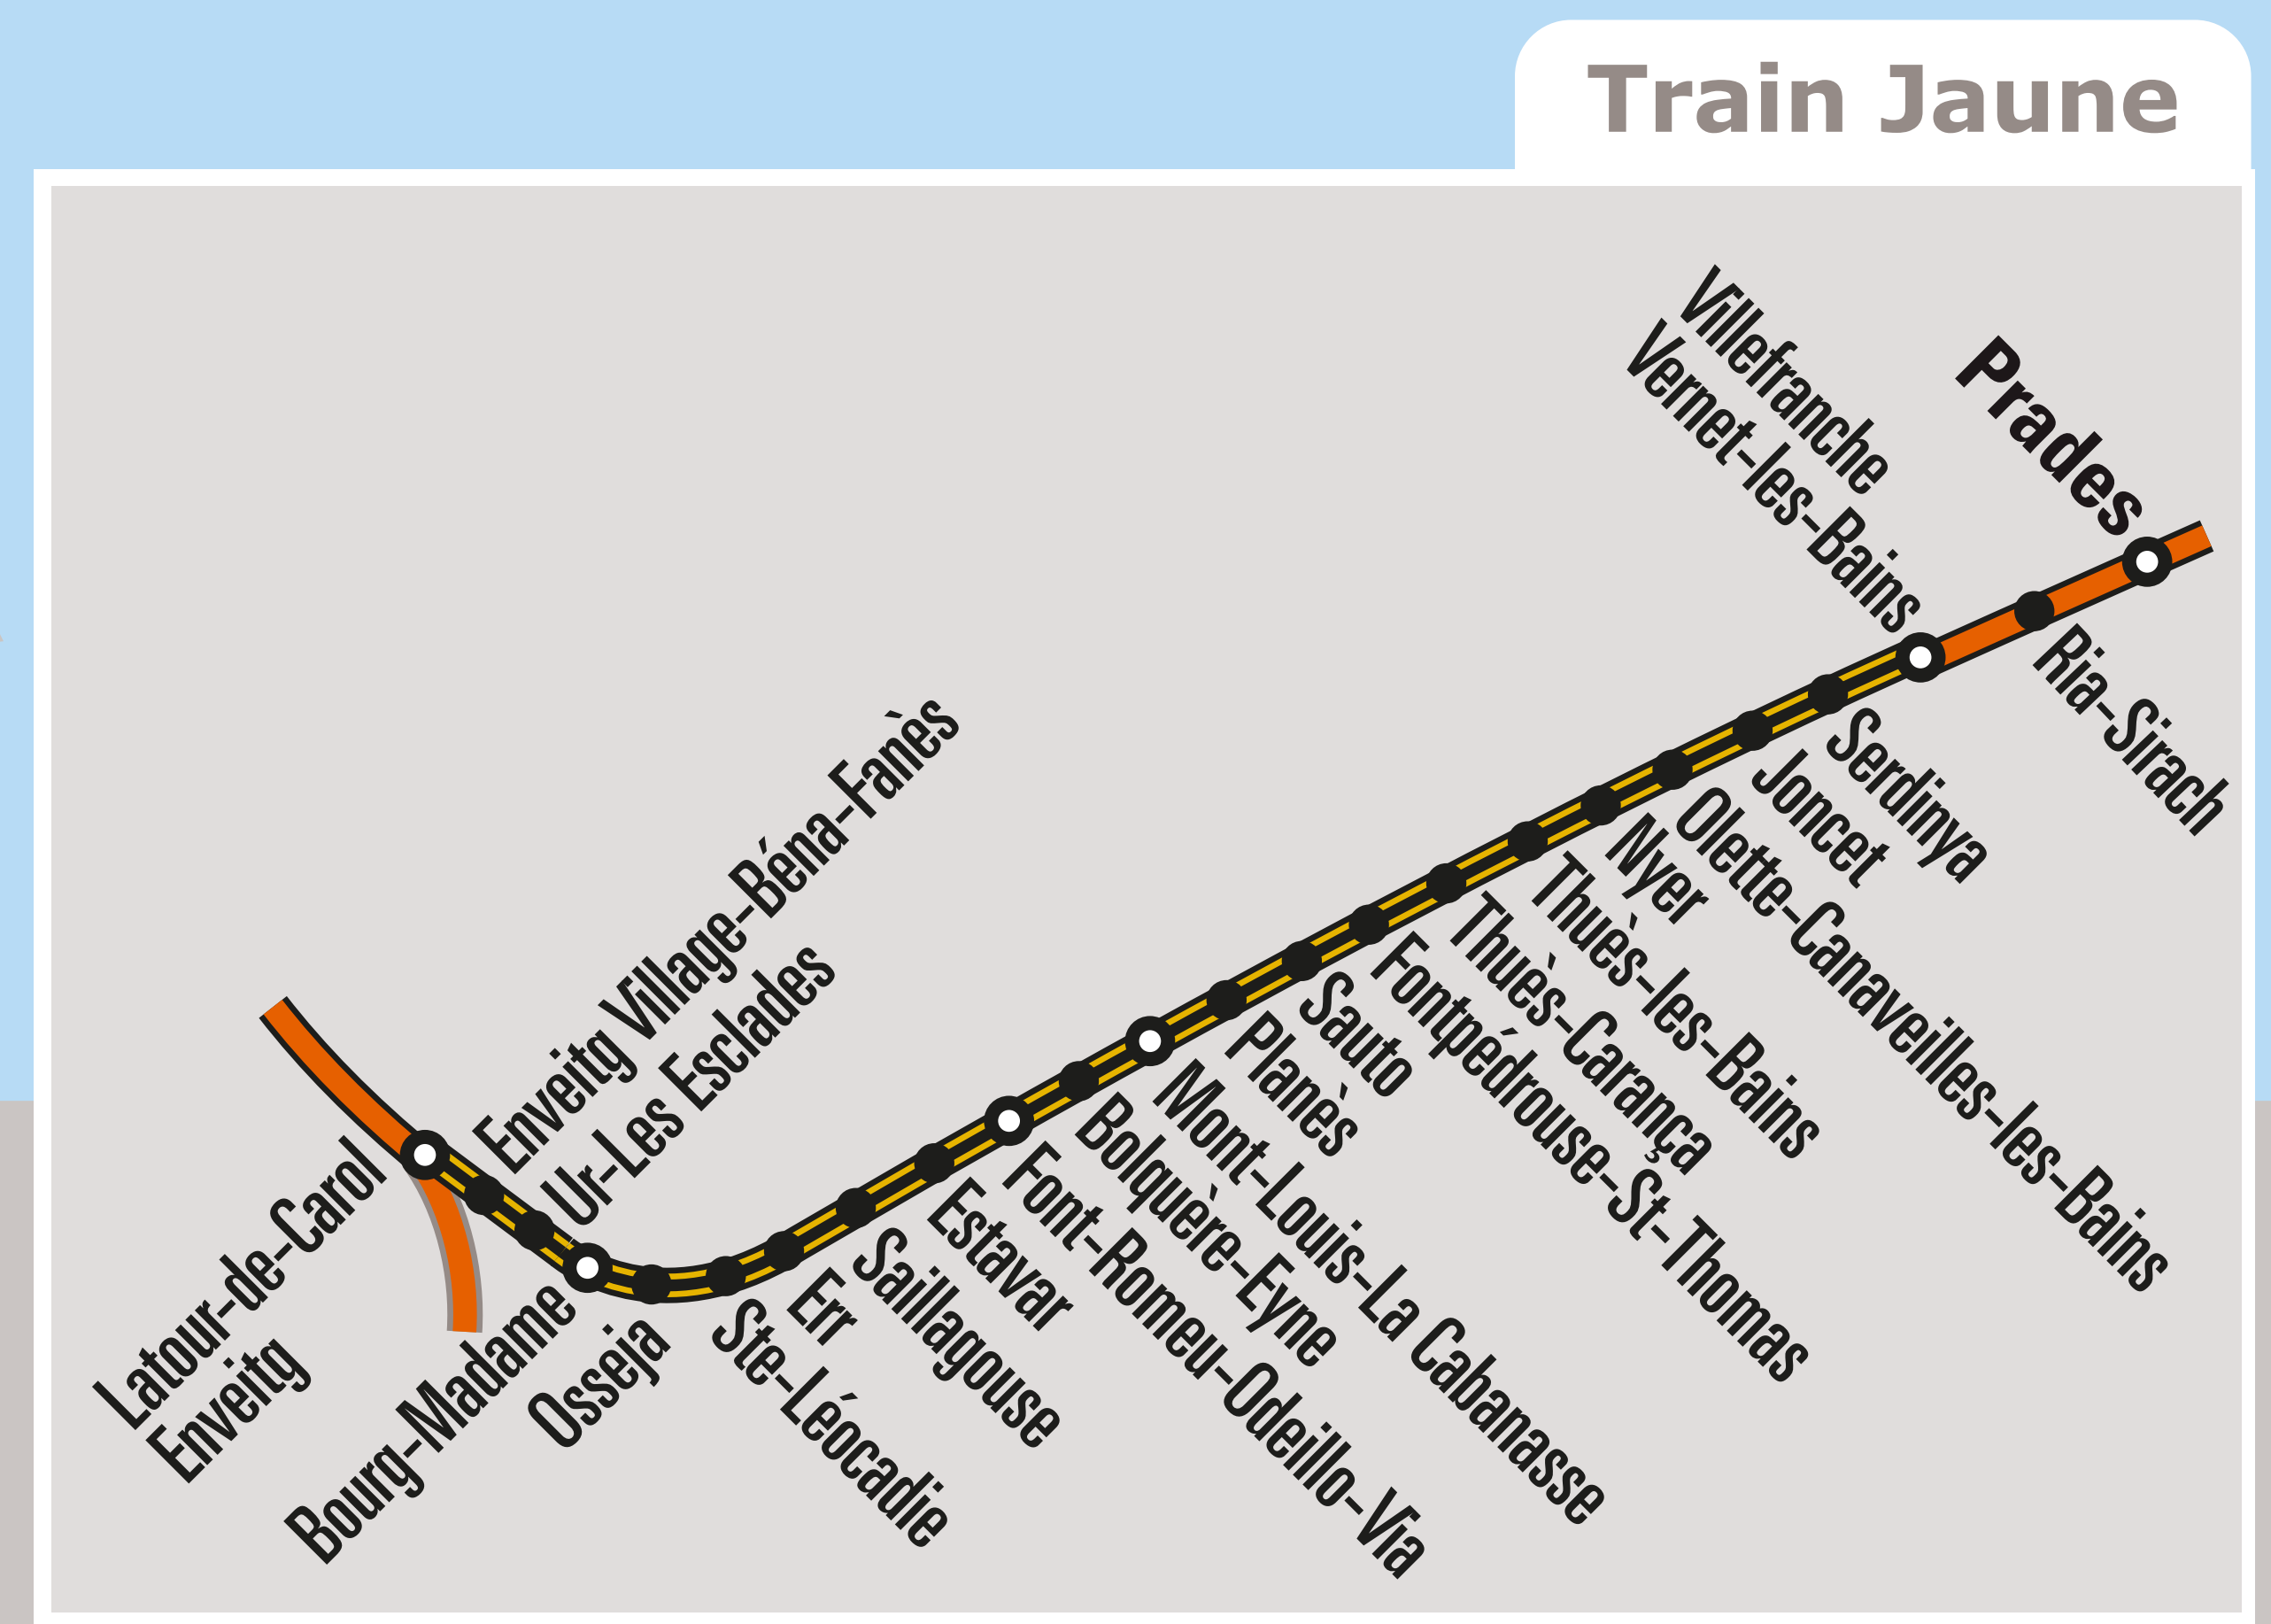 Train Jaune
Prades
Ria-Sirach
Villefranche
Vernet-les-Bains
Serdinya
Joncet
Olette-Canaveilles-les-Bains
Nyer
Thuès-les-Bains
Thuès-Carança
Fontpédrouse-St-Thomas
Sauto
Planès
Mont-Louis-La Cabanasse
Bolquère-Eyne
Font-Romeu-Odeillo-Via
Estavar
Saillagouse
Err
Ste-Léocadie
Osseja
Bourg-Madame
Ur-Les Escaldes
Enveitg Village-Béna-Fanès
Latour-de-Carol
Enveitg